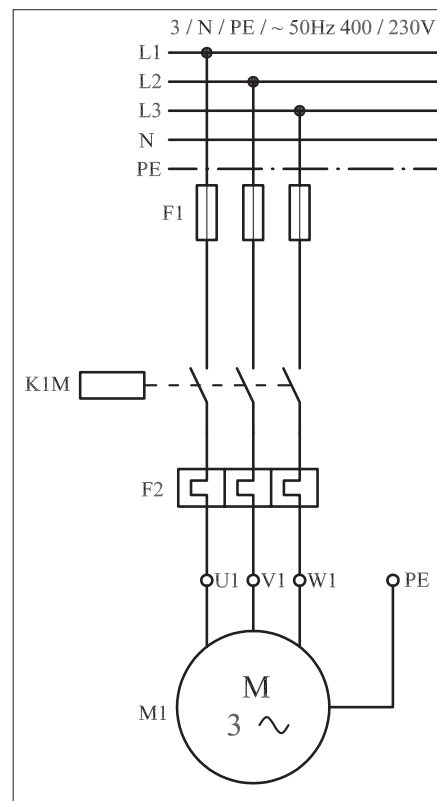 3 / N / PE / ~ 50Hz 400 / 230V
L1
L2
L3
N
PE
F1
K1M
F2
U1 V1 W1 PE
M
M1
3 ~